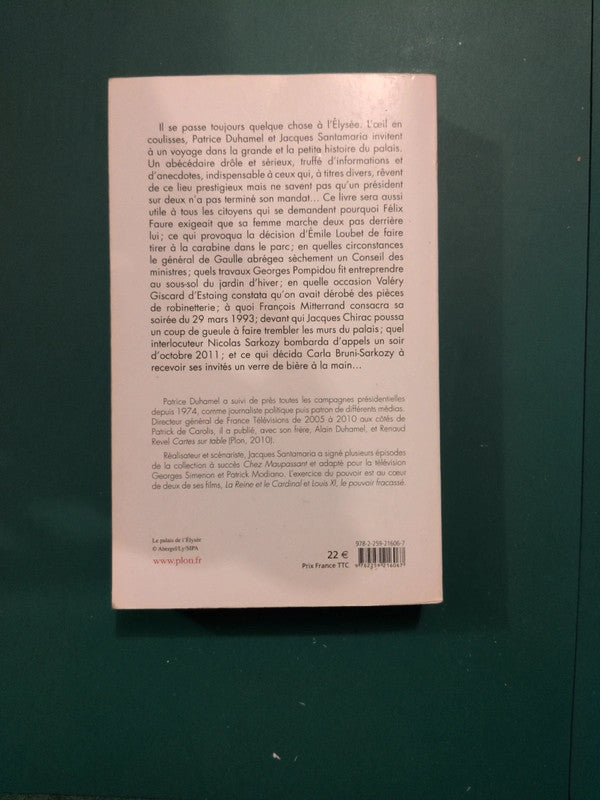 Il se passe toujours quelque chose à l'Élysée. L'œil en
coulisses, Patrice Duhamel et Jacques Santamaria invitent
à un voyage dans la grande et la petite histoire du palais.
Un abécédaire drôle et sérieux, truffé d'informations et
d'anecdotes, indispensable à ceux qui, à titres divers, rêvent
de ce lieu prestigieux mais ne savent pas qu'un président
sur deux n'a pas terminé son mandat... Ce livre sera aussi
utile à tous les citoyens qui se demandent pourquoi Félix
Faure exigeait que sa femme marche deux pas derrière
lui ; ce qui provoqua la décision d'Émile Loubet de faire
tirer à la carabine dans le parc ; en quelles circonstances
le général de Gaulle abrégea sèchement un Conseil des
ministres ; quels travaux Georges Pompidou fit entreprendre
au sous-sol du jardin d'hiver ; en quelle occasion Valéry
Giscard d'Estaing constata qu'on avait dérobé des pièces
de robinetterie ; à quoi François Mitterrand consacra sa
soirée du 29 mars 1993 ; devant qui Jacques Chirac poussa
un coup de gueule à faire trembler les murs du palais ; quel
interlocuteur Nicolas Sarkozy bombarda d'appels un soir
d'octobre 2011 ; et ce qui décida Carla Bruni-Sarkozy à
recevoir ses invités un verre de bière à la main...
Patrice Duhamel a suivi de près toutes les campagnes présidentielles
depuis 1974, comme journaliste politique puis patron de différents médias.
Directeur général de France Télévisions de 2005 à 2010 aux côtés de
Patrick de Carolis, il a publié, avec son frère, Alain Duhamel, et Renaud
Revel Cartes sur table (Plon, 2010).
Réalisateur et scénariste, Jacques Santamaria a signé plusieurs épisodes
de la collection à succès Chez Maupassant et adapté pour la télévision
Georges Simenon et Patrick Modiano. L'exercice du pouvoir est au cœur
de deux de ses films, La Reine et le Cardinal et Louis XI, le pouvoir fracassé.
Le palais de l'Élysée
© Abergel/Ly/SIPA
www.plon.fr
22 €
Prix France TTC
978-2-259-21606-7
9 782259 216067